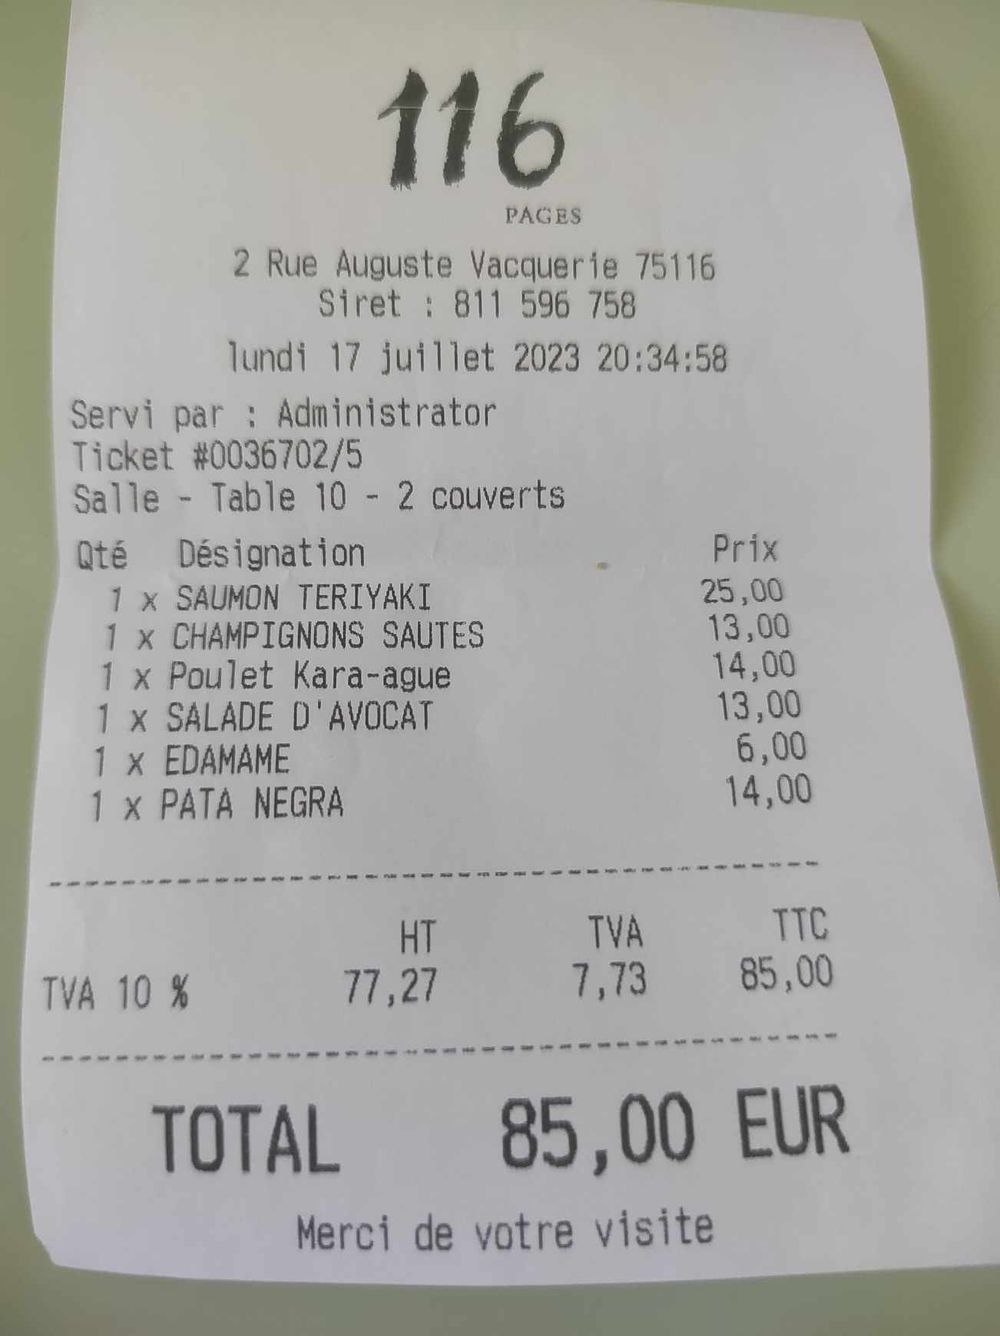 116
PAGES
2 Rue Auguste Vacquerie 75116
Siret : 811 596 758
lundi 17 juillet 2023 20:34:58
Servi par : Administrator
Ticket #0036702/5
Salle - Table 10 - 2 couverts
Qté Désignation Prix
1 x SAUMON TERIYAKI 25,00
1 x CHAMPIGNONS SAUTES 13,00
1 x Poulet Kara-ague 14,00
1 x SALADE D'AVOCAT 13,00
1 x EDAMAME 6,00
1 x PATA NEGRA 14,00
HT TVA TTC
TVA 10 % 77,27 7,73 85,00
TOTAL 85,00 EUR
Merci de votre visite